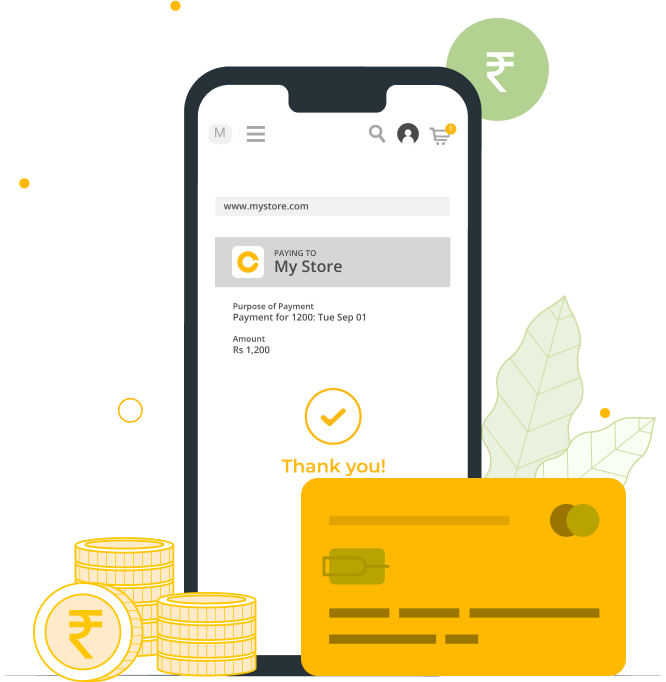 ₹
M
1
www.mystore.com
PAYING TO
My Store
Purpose of Payment
Payment for 1200: Tue Sep 01
Amount
Rs 1,200
Thank you!
₹